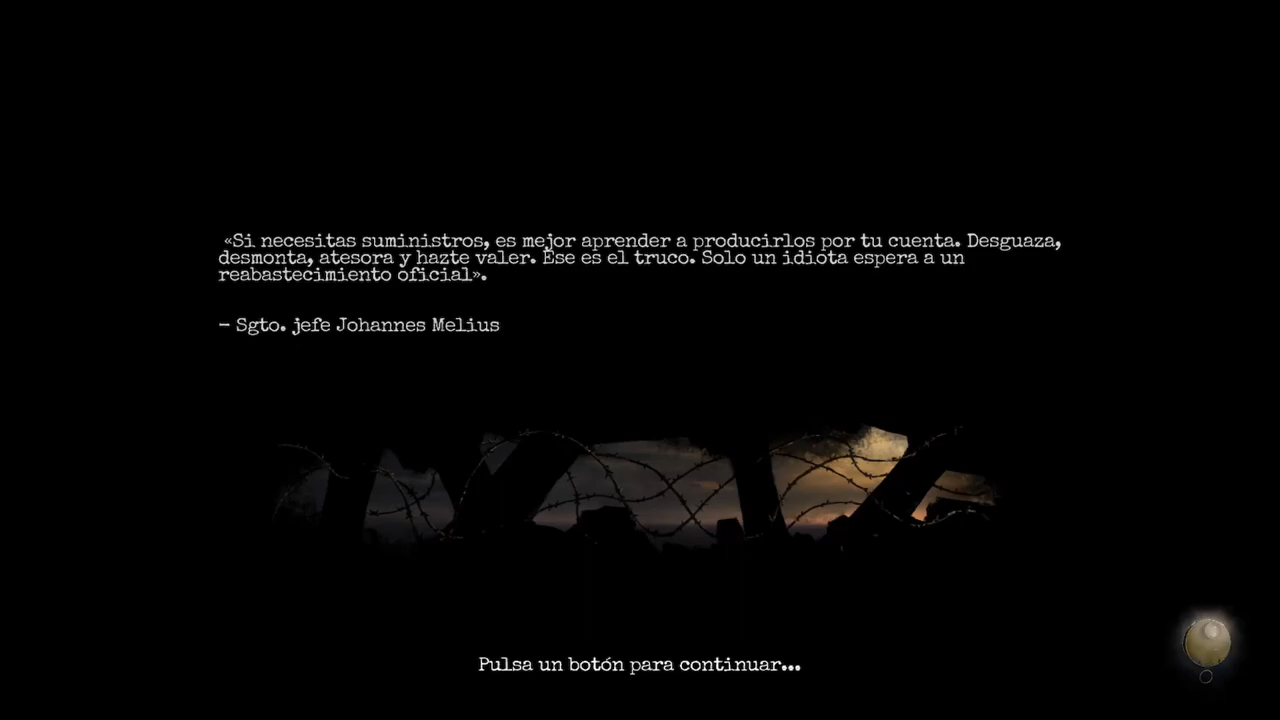 «Si necesitas suministros, es mejor aprender a producirlos por tu cuenta. Desguaza,
desmonta, atesora y hazte valer. Ese es el truco. Solo un idiota espera a un
reabastecimiento oficial».
– Sgto. jefe Johannes Melius
Pulsa un botón para continuar...